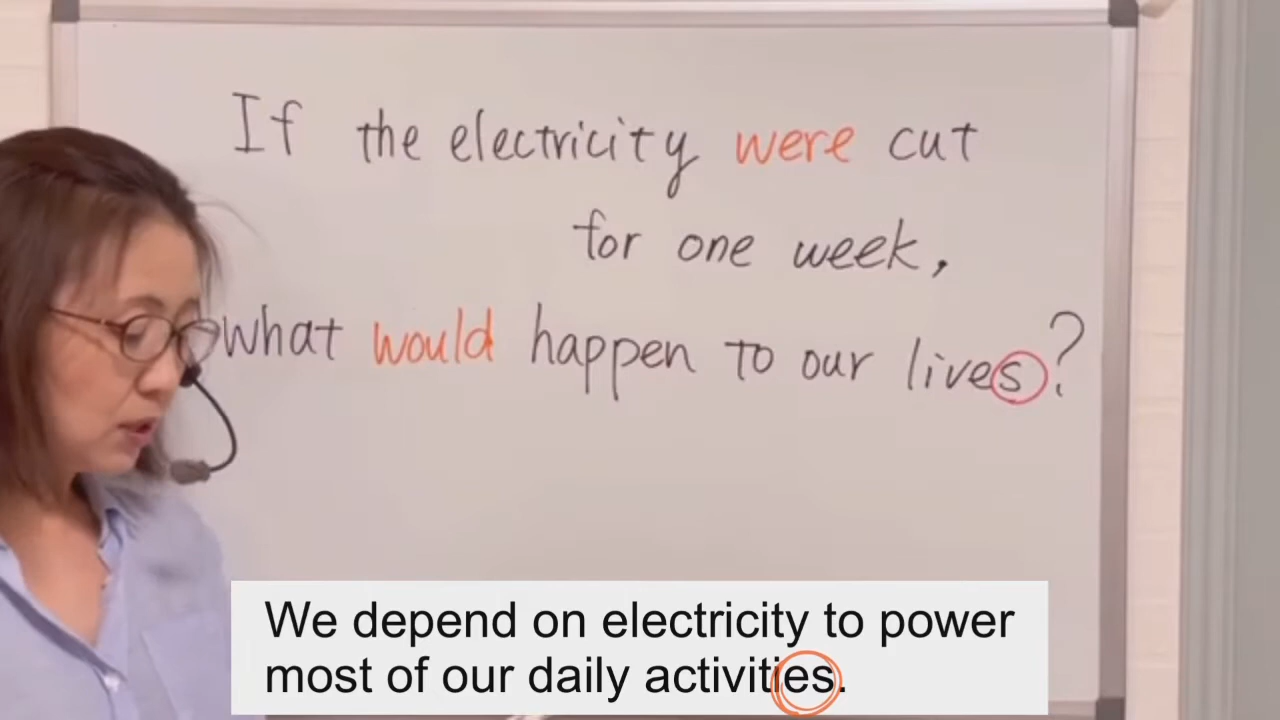 If the electricity were cut
for one week,
what would happen to our lives?
We depend on electricity to power
most of our daily activities.